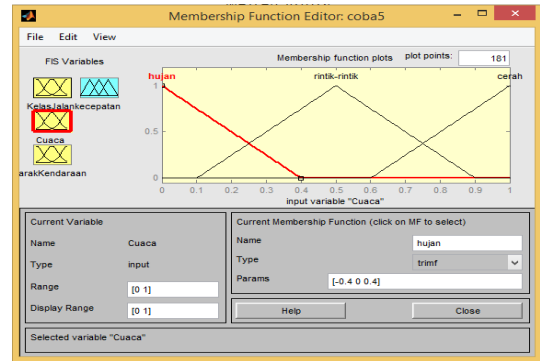 Membership Function Editor: coba5
File Edit View
FIS Variables
Membership function plots plot points: 181
KelasJalankecepatan
Cuaca
arakKendaraan
hujan rintik-rintik cerah
1
0.5
0
0 0.1 0.2 0.3 0.4 0.5 0.6 0.7 0.8 0.9 1
input variable "Cuaca"
Current Variable
Name Cuaca
Type input
Range [0 1]
Display Range [0 1]
Current Membership Function (click on MF to select)
Name hujan
Type trimf
Params [-0.4 0 0.4]
Help Close
Selected variable "Cuaca"